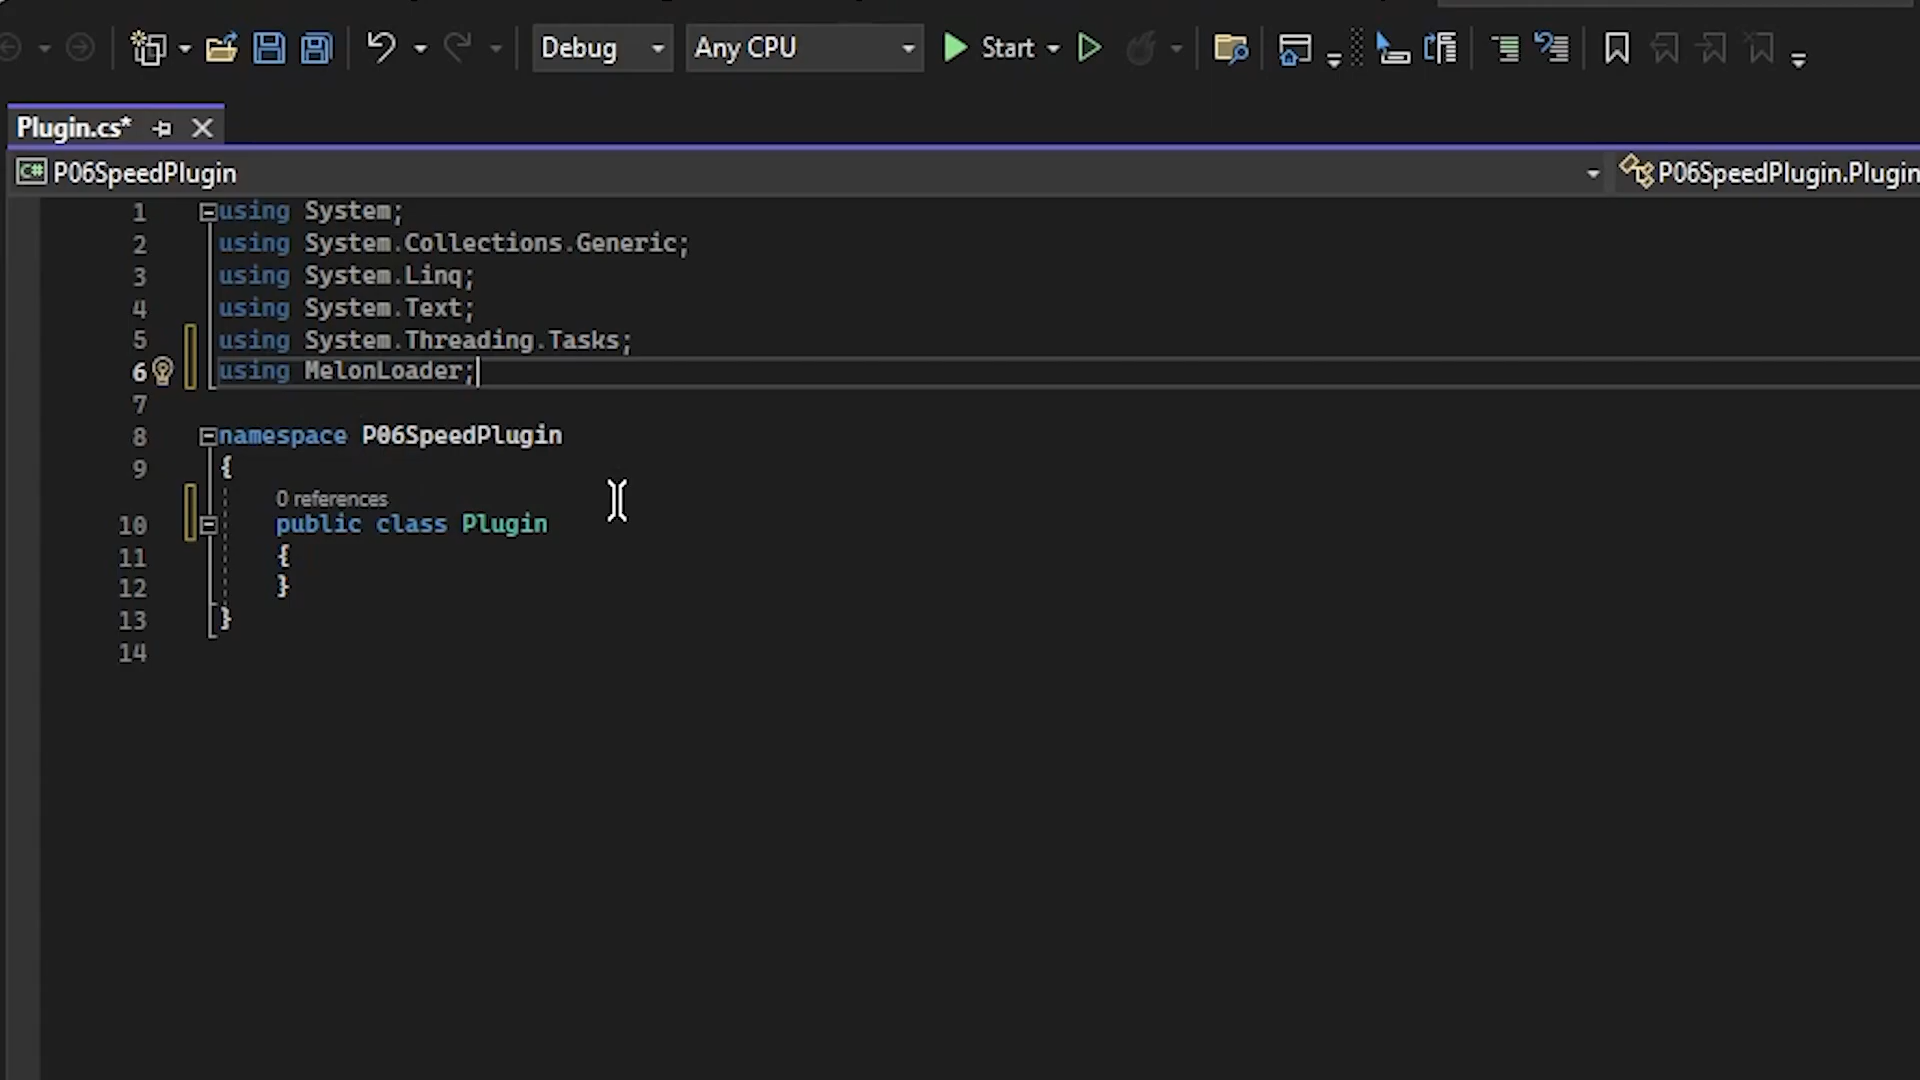 Debug Any CPU Start
Plugin.cs*
C# P06SpeedPlugin P06SpeedPlugin.Plugin
1 using System;
2 using System.Collections.Generic;
3 using System.Linq;
4 using System.Text;
5 using System.Threading.Tasks;
6 using MelonLoader;
7
8 namespace P06SpeedPlugin
9 {
0 references
10 public class Plugin
11 {
12 }
13 }
14